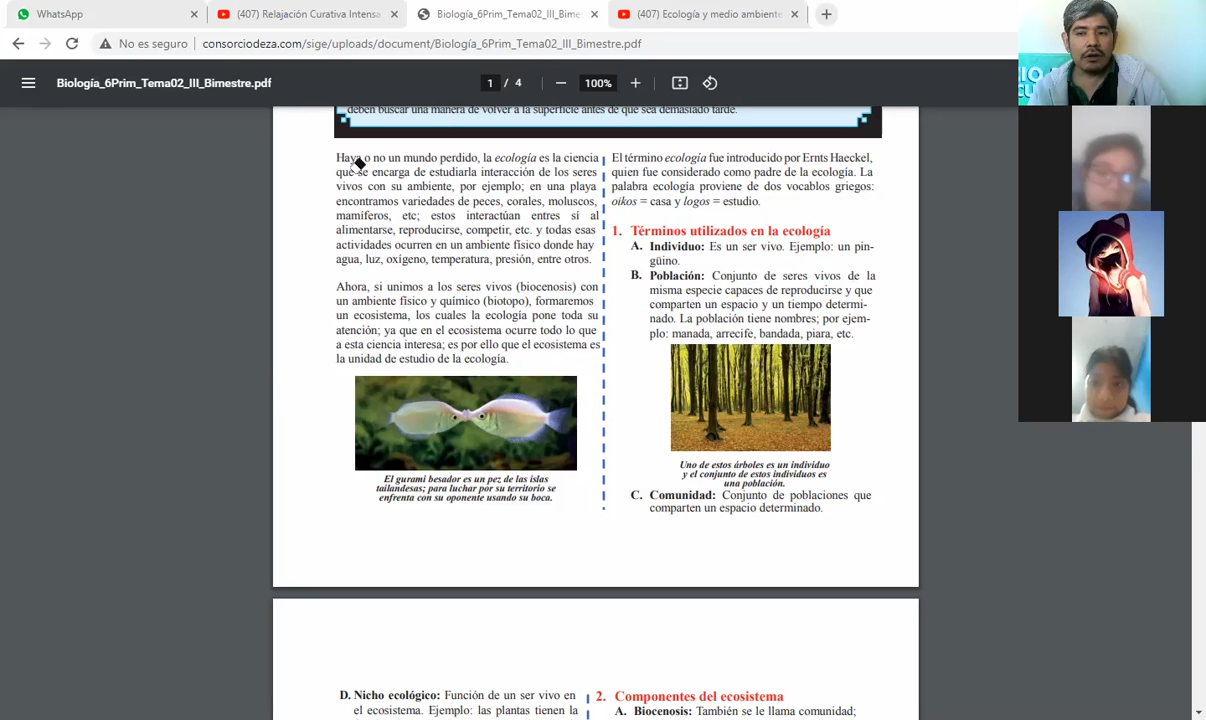 WhatsApp
(407) Relajación Curativa Intensa
Biología_6Prim_Tema02_III_Bime
(407) Ecología y medio ambiente
No es seguro
consorciodeza.com/sige/uploads/document/Biología_6Prim_Tema02_III_Bimestre.pdf
Biología_6Prim_Tema02_III_Bimestre.pdf
1 / 4
100%
deben buscar una manera de volver a la superficie antes de que sea demasiado tarde.
Haya o no un mundo perdido, la ecología es la ciencia
que se encarga de estudiarla interacción de los seres
vivos con su ambiente, por ejemplo; en una playa
encontramos variedades de peces, corales, moluscos,
mamíferos, etc; estos interactúan entres sí al
alimentarse, reproducirse, competir, etc. y todas esas
actividades ocurren en un ambiente físico donde hay
agua, luz, oxígeno, temperatura, presión, entre otros.
Ahora, si unimos a los seres vivos (biocenosis) con
un ambiente físico y químico (biotopo), formaremos
un ecosistema, los cuales la ecología pone toda su
atención; ya que en el ecosistema ocurre todo lo que
a esta ciencia interesa; es por ello que el ecosistema es
la unidad de estudio de la ecología.
El gurami besador es un pez de las islas
tailandesas; para luchar por su territorio se
enfrenta con su oponente usando su boca.
El término ecología fue introducido por Ernts Haeckel,
quien fue considerado como padre de la ecología. La
palabra ecología proviene de dos vocablos griegos:
oikos = casa y logos = estudio.
1. Términos utilizados en la ecología
A. Individuo: Es un ser vivo. Ejemplo: un pin-
güino.
B. Población: Conjunto de seres vivos de la
misma especie capaces de reproducirse y que
comparten un espacio y un tiempo determi-
nado. La población tiene nombres; por ejem-
plo: manada, arrecife, bandada, piara, etc.
Uno de estos árboles es un individuo
y el conjunto de estos individuos es
una población.
C. Comunidad: Conjunto de poblaciones que
comparten un espacio determinado.
D. Nicho ecológico: Función de un ser vivo en
el ecosistema. Ejemplo: las plantas tienen la
2. Componentes del ecosistema
A. Biocenosis: También se le llama comunidad;